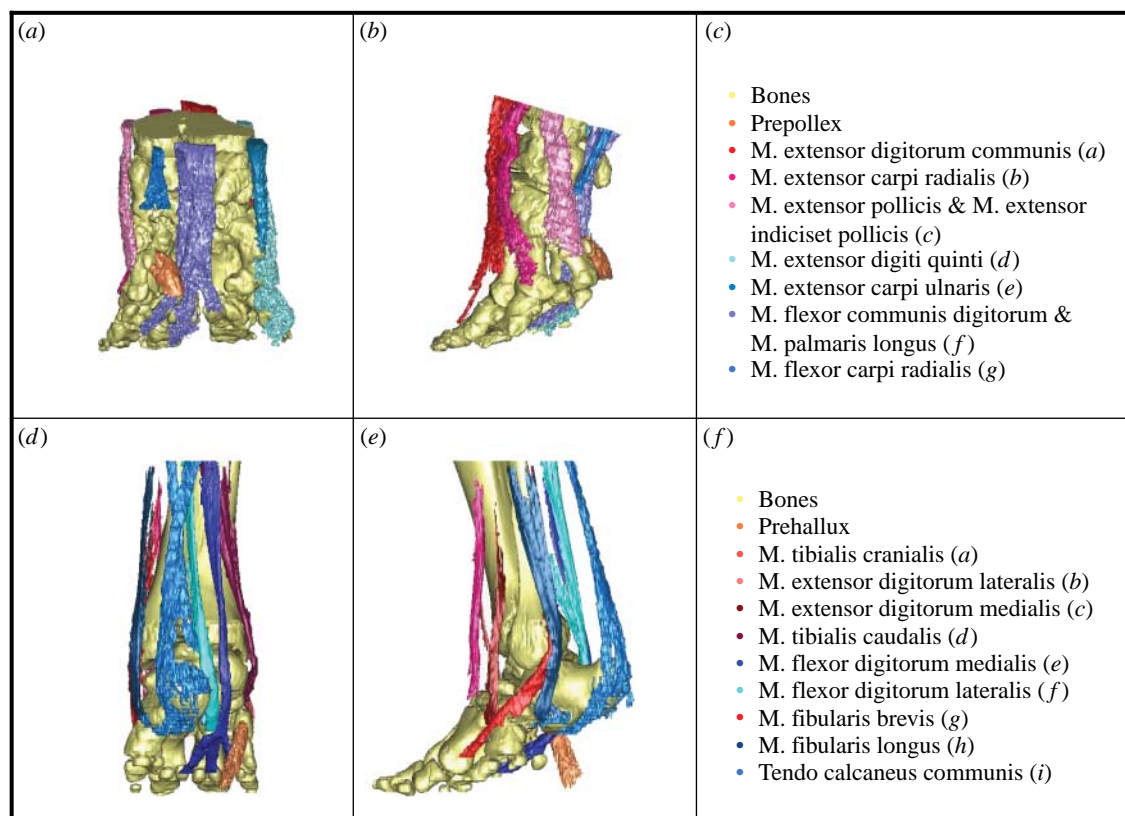 (a)
(b)
(c)
Bones
Prepollex
M. extensor digitorum communis (a)
M. extensor carpi radialis (b)
M. extensor pollicis & M. extensor
indiciset pollicis (c)
M. extensor digiti quinti (d)
M. extensor carpi ulnaris (e)
M. flexor communis digitorum &
M. palmaris longus (f)
M. flexor carpi radialis (g)
(d)
(e)
(f)
Bones
Prehallux
M. tibialis cranialis (a)
M. extensor digitorum lateralis (b)
M. extensor digitorum medialis (c)
M. tibialis caudalis (d)
M. flexor digitorum medialis (e)
M. flexor digitorum lateralis (f)
M. fibularis brevis (g)
M. fibularis longus (h)
Tendo calcaneus communis (i)